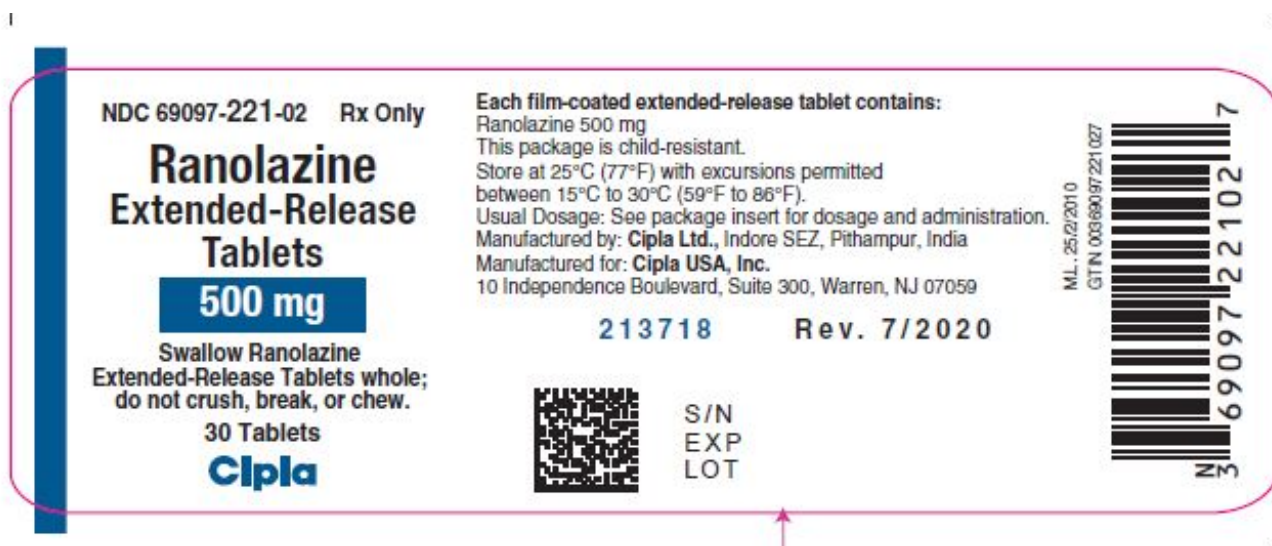 NDC 69097-221-02 Rx Only
Ranolazine
Extended-Release
Tablets
500 mg
Swallow Ranolazine
Extended-Release Tablets whole;
do not crush, break, or chew.
30 Tablets
Cipla
Each film-coated extended-release tablet contains:
Ranolazine 500 mg
This package is child-resistant.
Store at 25°C (77°F) with excursions permitted
between 15°C to 30°C (59°F to 86°F).
Usual Dosage: See package insert for dosage and administration.
Manufactured by: Cipla Ltd., Indore SEZ, Pithampur, India
Manufactured for: Cipla USA, Inc.
10 Independence Boulevard, Suite 300, Warren, NJ 07059
213718 Rev. 7/2020
S/N
EXP
LOT
M.L. 25/2/2010
GTIN 00369097221027
N
3 69097 22102 7